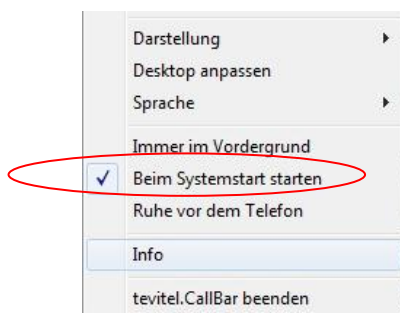 Darstellung
Desktop anpassen
Sprache
Immer im Vordergrund
Beim Systemstart starten
Ruhe vor dem Telefon
Info
tevitel.CallBar beenden